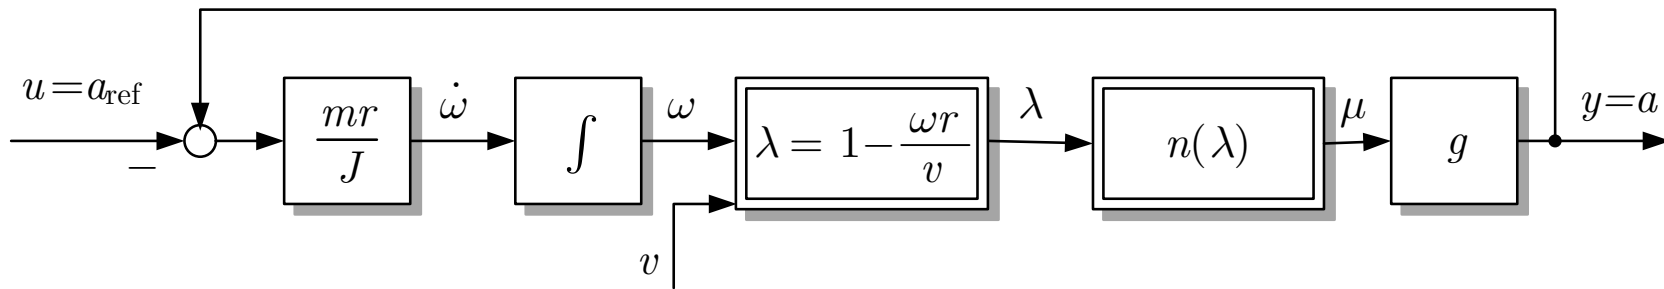 u=a_ref
−
mr/J
ω̇
∫
ω
λ = 1−ωr/v
v
λ
n(λ)
μ
g
y=a